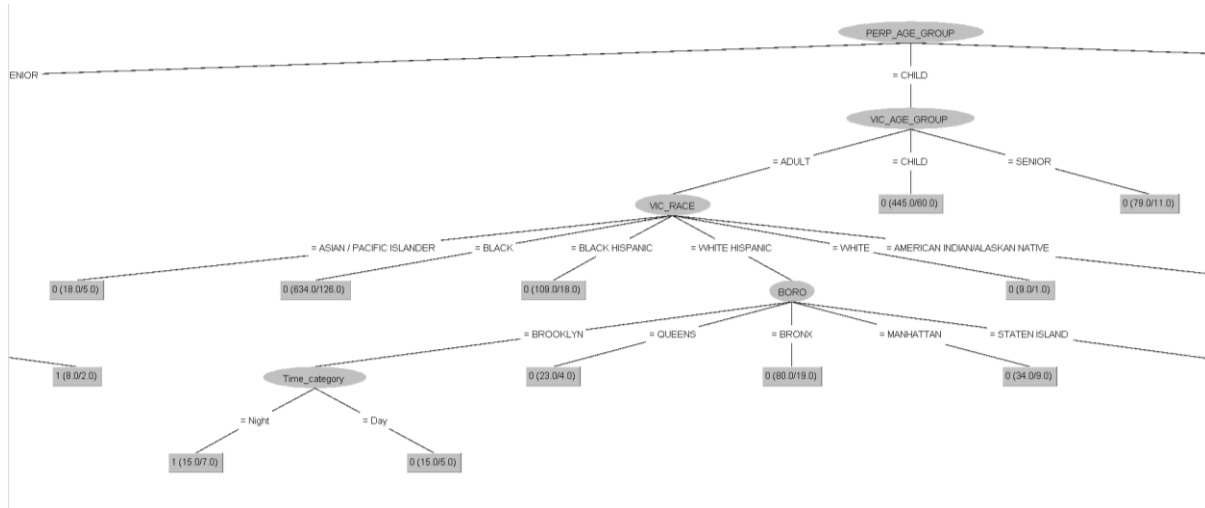 PERP_AGE_GROUP
ENIOR
= CHILD
VIC_AGE_GROUP
= ADULT
= CHILD
= SENIOR
VIC_RACE
0 (445.0/60.0)
0 (79.0/11.0)
= ASIAN / PACIFIC ISLANDER
= BLACK
= BLACK HISPANIC
= WHITE HISPANIC
= WHITE
= AMERICAN INDIAN/ALASKAN NATIVE
0 (18.0/5.0)
0 (634.0/126.0)
0 (109.0/18.0)
BORO
0 (9.0/1.0)
= BROOKLYN
= QUEENS
= BRONX
= MANHATTAN
= STATEN ISLAND
1 (8.0/2.0)
Time_category
0 (23.0/4.0)
0 (80.0/19.0)
0 (34.0/9.0)
= Night
= Day
1 (15.0/7.0)
0 (15.0/5.0)